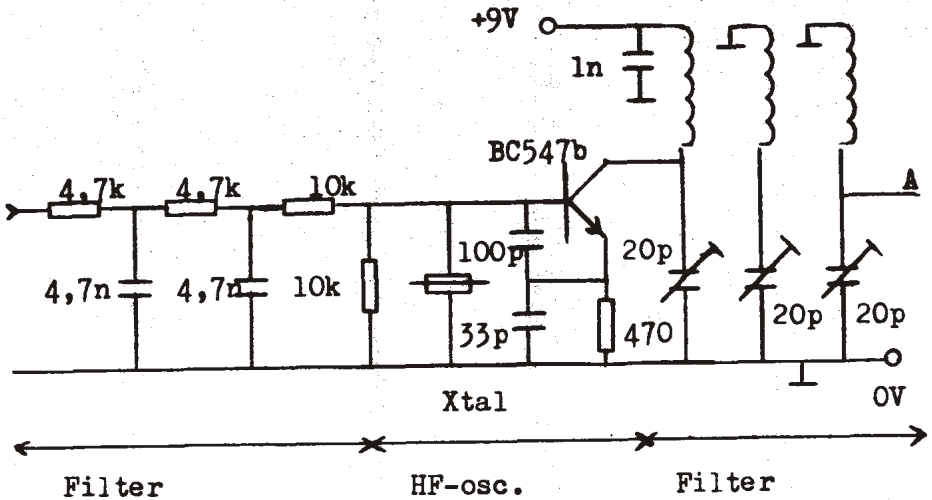 +9V
1n
BC547b
4,7k 4,7k 10k
A
4,7n 4,7n 10k 100p 20p
33p 470 20p 20p
Xtal 0V
Filter HF-osc. Filter